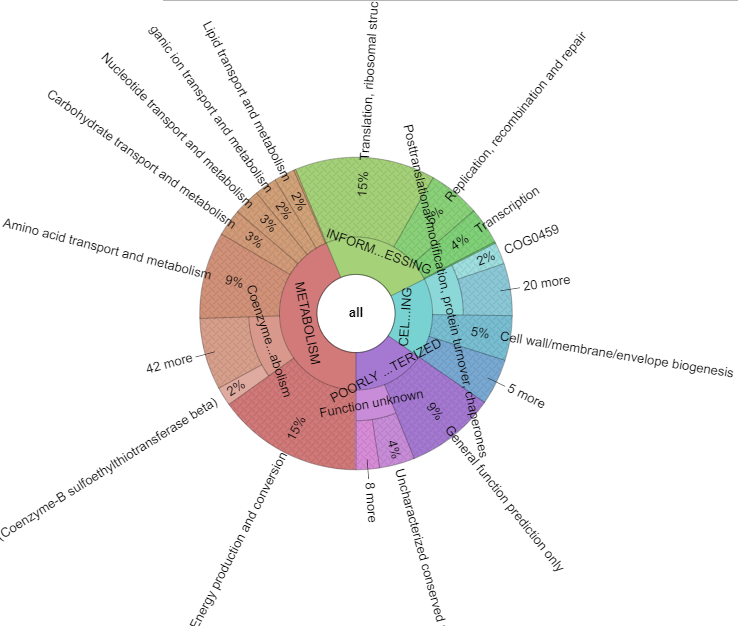 Translation, ribosomal struc
Lipid transport and metabolism
ganic ion transport and metabolism
Nucleotide transport and metabolism
Carbohydrate transport and metabolism
Amino acid transport and metabolism
Posttranslational modification, protein turnover, chaperones
Replication, recombination and repair
Transcription
COG0459
20 more
Cell wall/membrane/envelope biogenesis
5 more
General function prediction only
Uncharacterized conserved
8 more
Energy production and conversion
(Coenzyme-B sulfoethylthiotransferase beta)
42 more
15%
2%
2%
3%
3%
9%
2%
15%
4%
9%
5%
2%
4%
INFORM...ESSING
METABOLISM
CEL...ING
POORLY ...TERIZED
Coenzyme...abolism
Function unknown
all